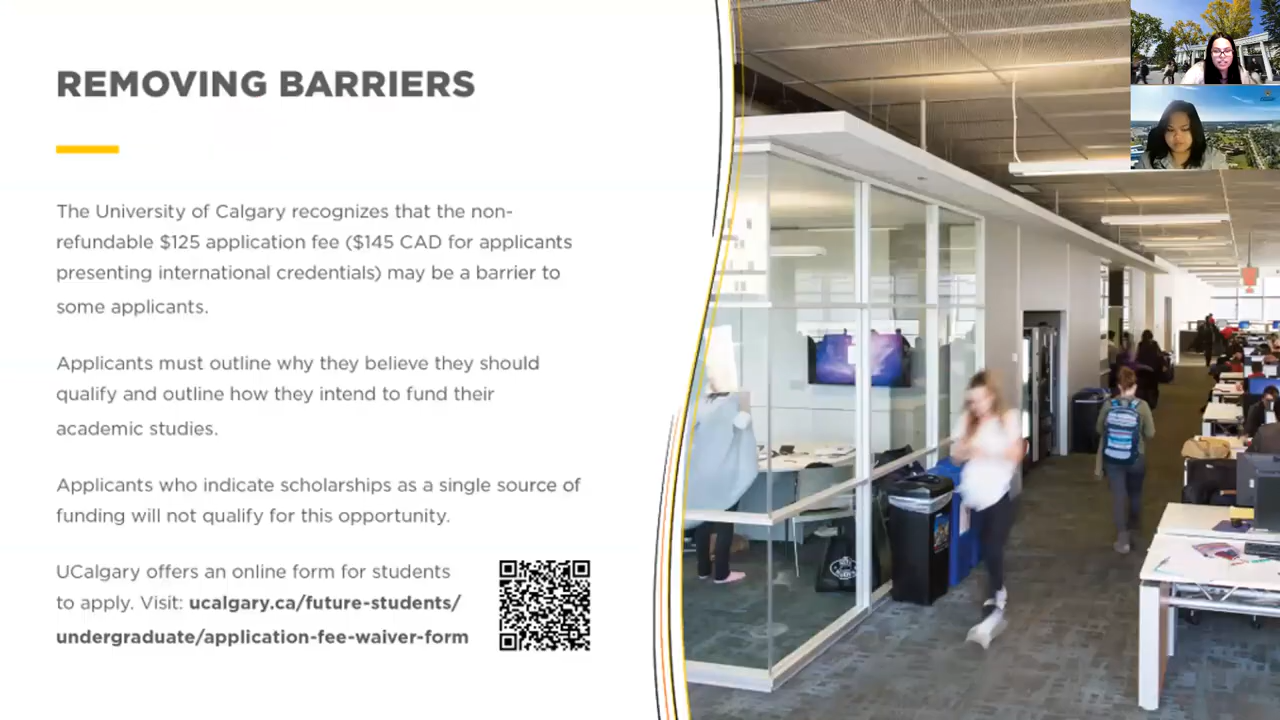 REMOVING BARRIERS
The University of Calgary recognizes that the non-
refundable $125 application fee ($145 CAD for applicants
presenting international credentials) may be a barrier to
some applicants.
Applicants must outline why they believe they should
qualify and outline how they intend to fund their
academic studies.
Applicants who indicate scholarships as a single source of
funding will not qualify for this opportunity.
UCalgary offers an online form for students
to apply. Visit: ucalgary.ca/future-students/
undergraduate/application-fee-waiver-form